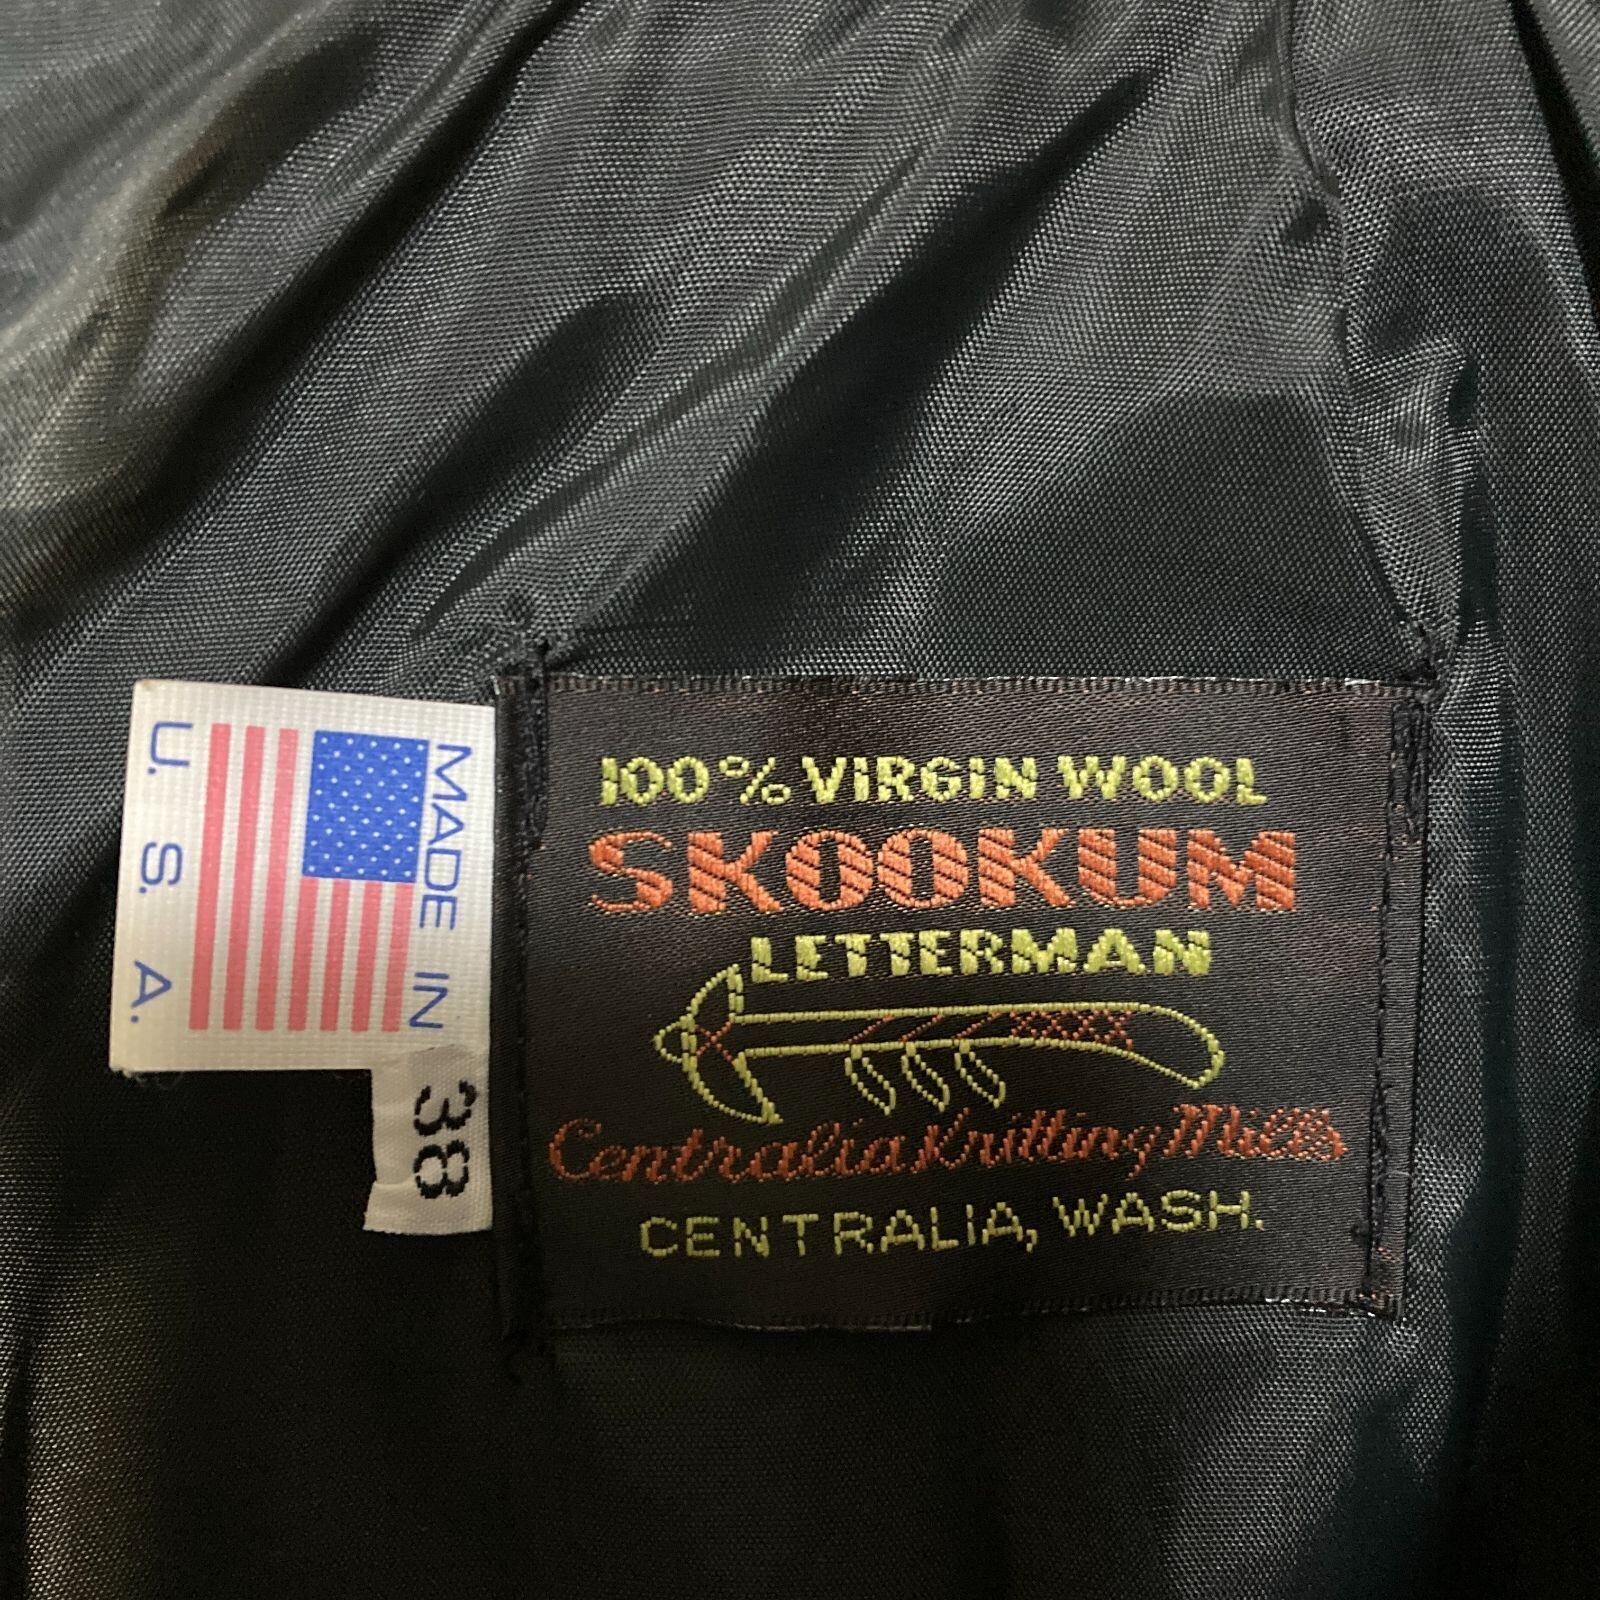 MADE IN
U. S. A.
38
100% VIRGIN WOOL
SKOOKUM
LETTERMAN
Centralia Knitting Mills
CENTRALIA, WASH.